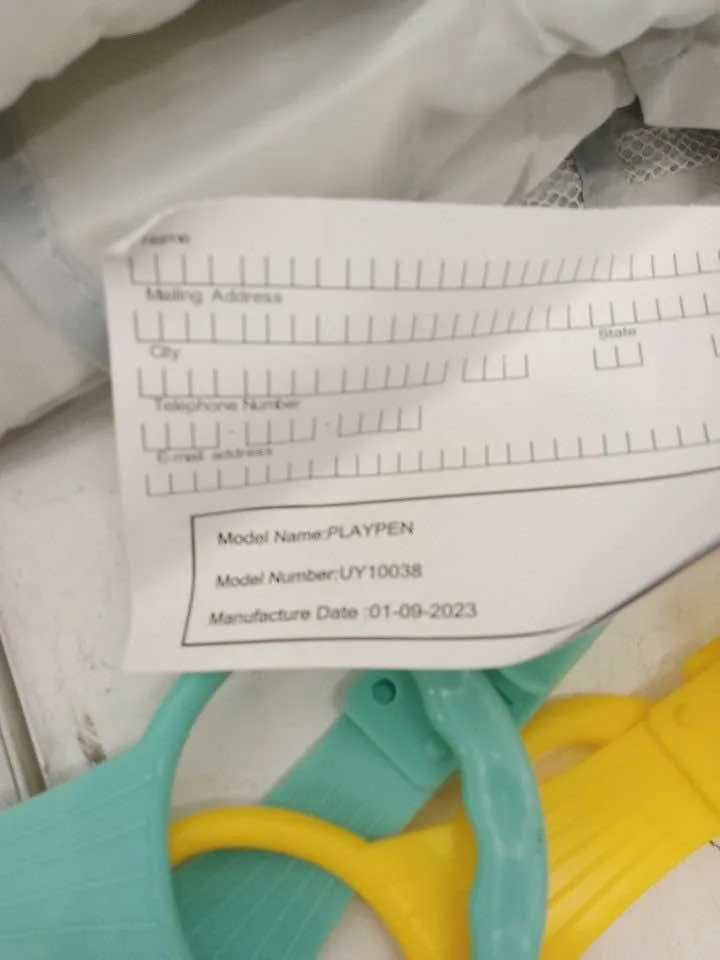 Name
Mailing Address
City
State
Telephone Number
E-mail address
Model Name:PLAYPEN
Model Number:UY10038
Manufacture Date :01-09-2023